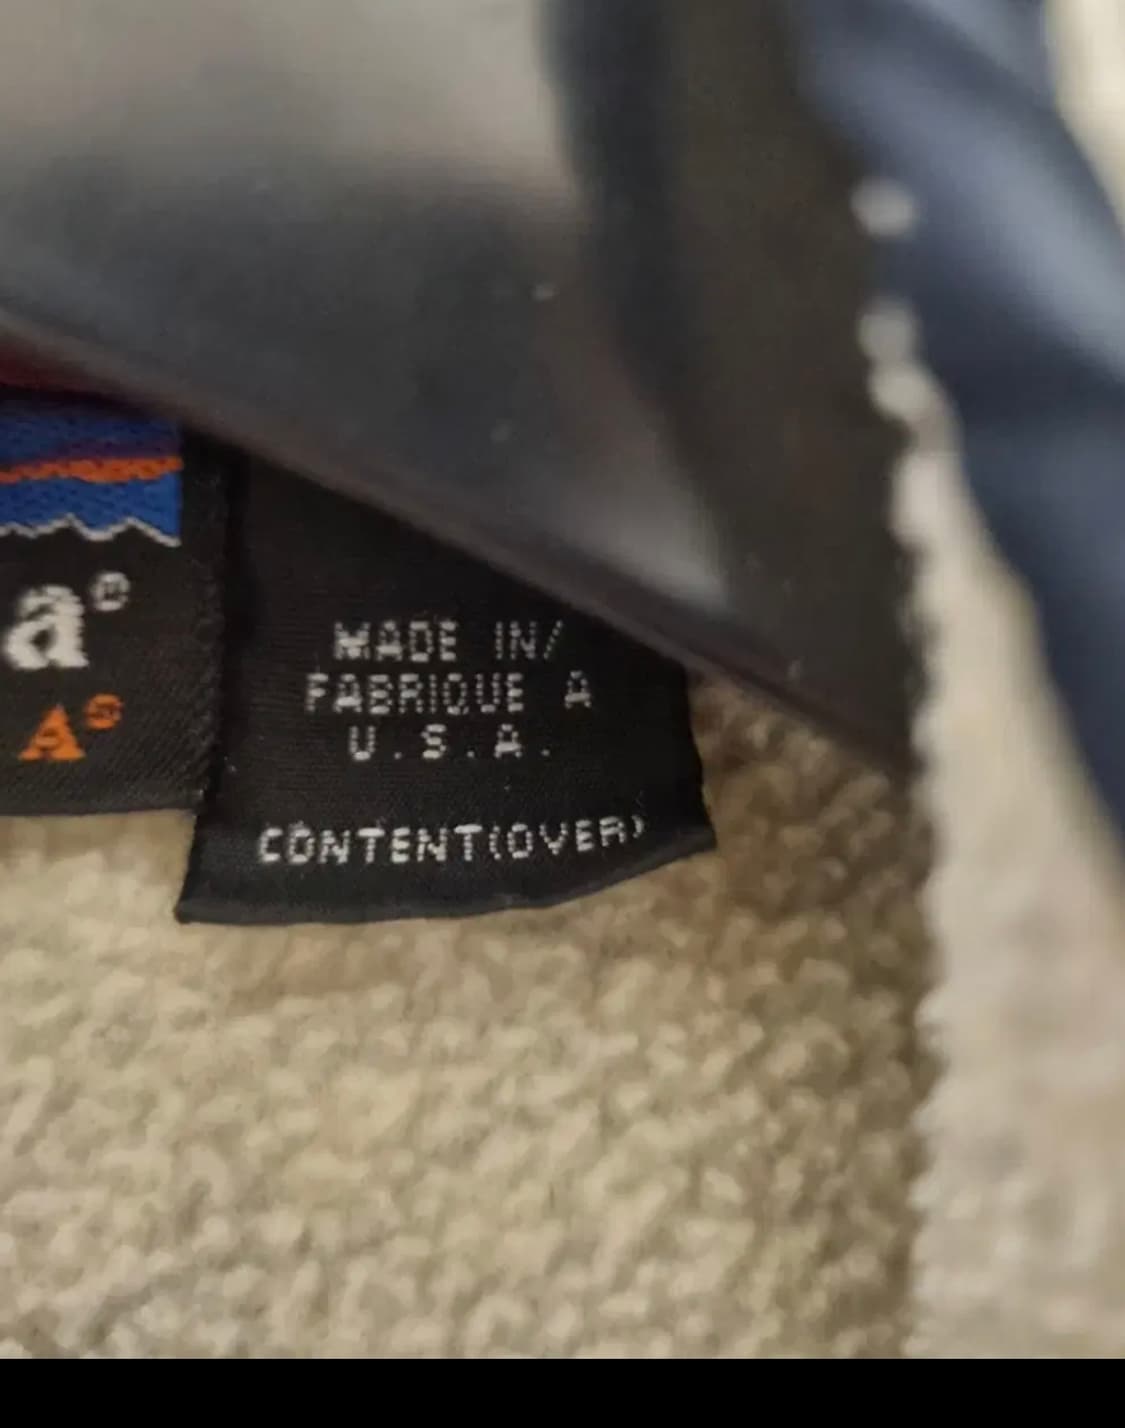 a®
A®
MADE IN/
FABRIQUE A
U.S.A.
CONTENT(OVER)